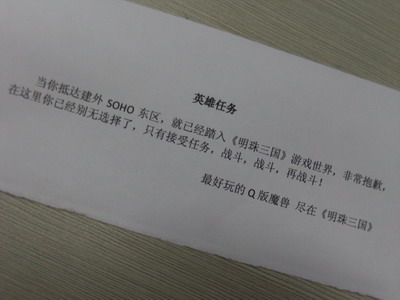 英雄任务
当你抵达建外 SOHO 东区，就已经踏入《明珠三国》游戏世界，非常抱歉，
在这里你已经别无选择了，只有接受任务，战斗，战斗，再战斗！
最好玩的 Q 版魔兽 尽在《明珠三国》